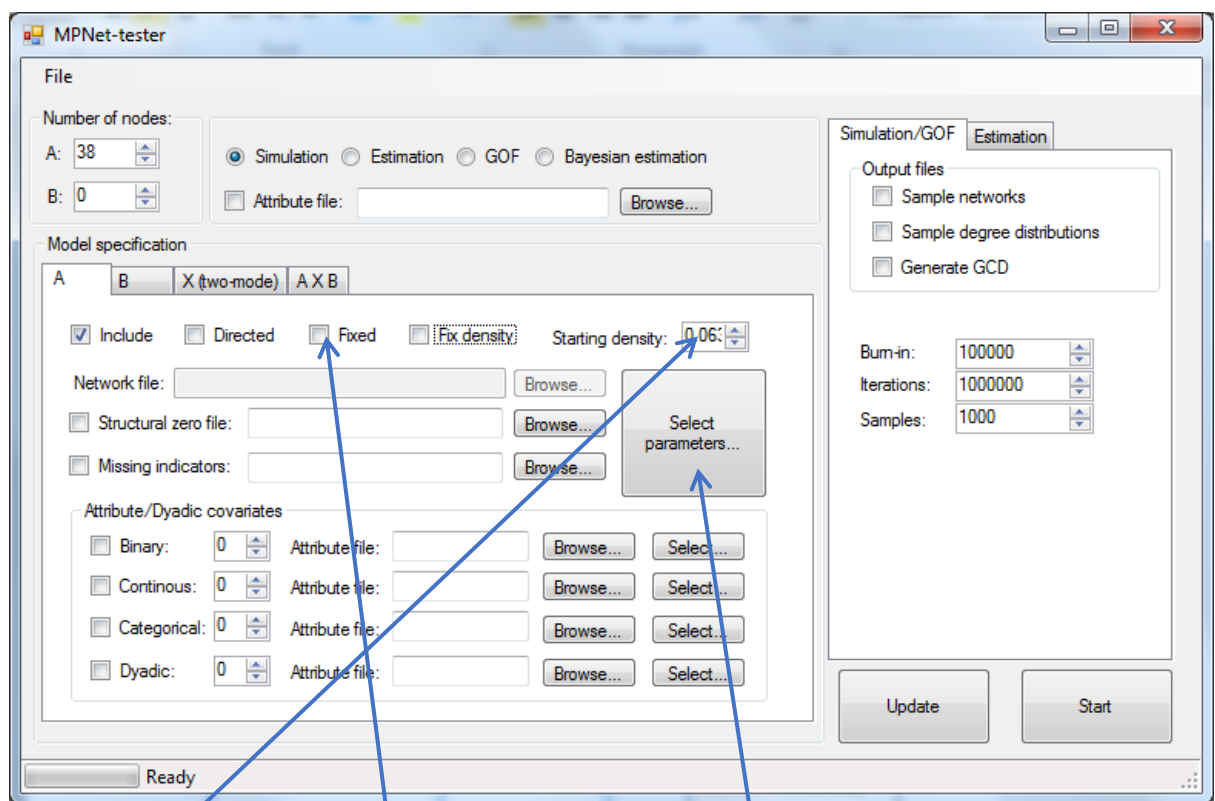 MPNet-tester
File
Number of nodes:
A: 38
B: 0
Simulation Estimation GOF Bayesian estimation
Attribute file: Browse...
Model specification
A B X (two-mode) A X B
Include Directed Fixed Fix density Starting density: 0.063
Network file: Browse...
Structural zero file: Browse...
Missing indicators: Browse...
Select
parameters...
Attribute/Dyadic covariates
Binary: 0 Attribute file: Browse... Select...
Continous: 0 Attribute file: Browse... Select...
Categorical: 0 Attribute file: Browse... Select...
Dyadic: 0 Attribute file: Browse... Select...
Simulation/GOF Estimation
Output files
Sample networks
Sample degree distributions
Generate GCD
Burn-in: 100000
Iterations: 1000000
Samples: 1000
Update Start
Ready